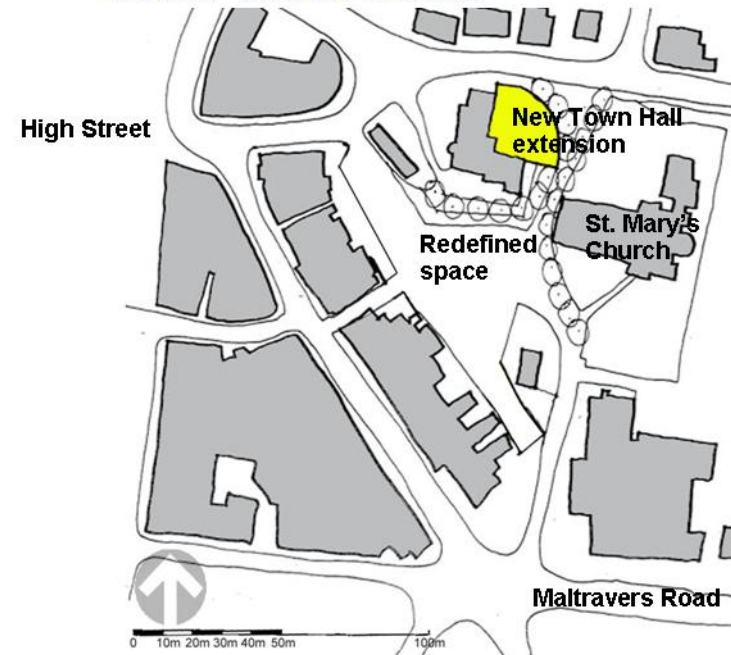 New Town Hall
extension
High Street
St. Mary's
Church
Redefined
space
Maltravers Road
0 10m 20m 30m 40m 50m 100m